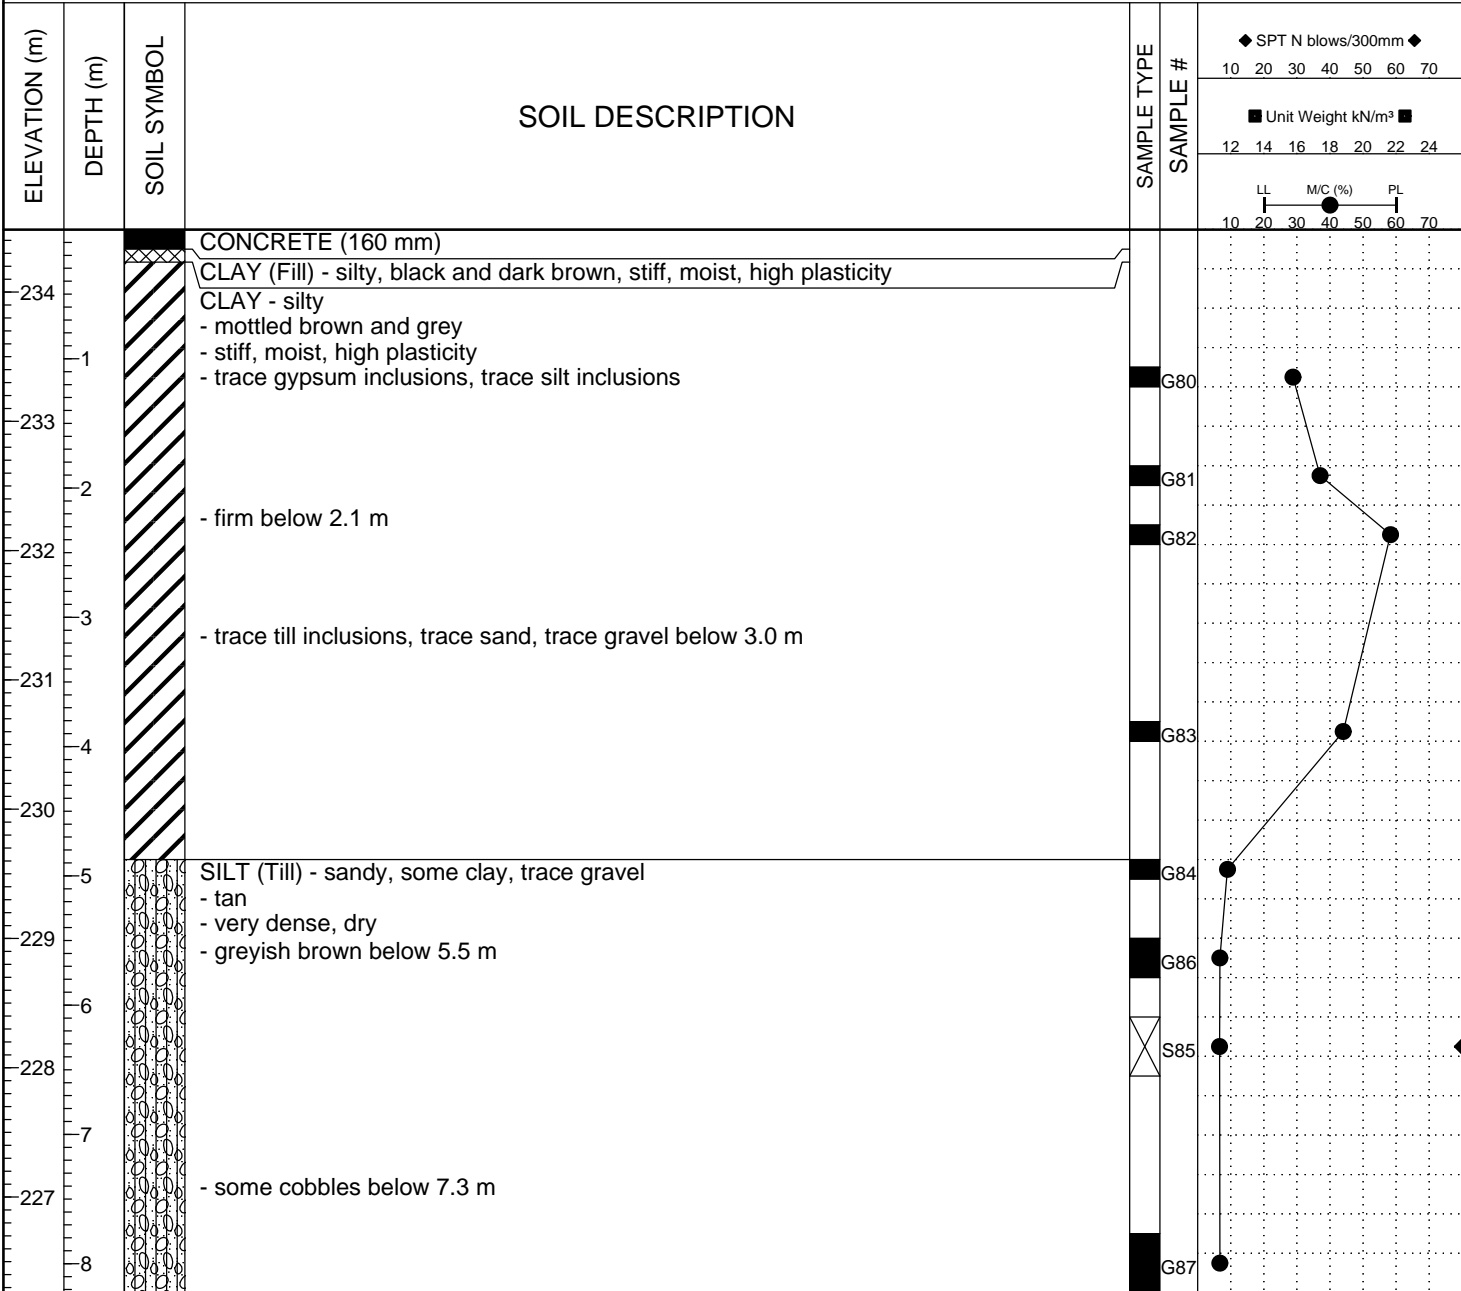 ELEVATION (m)
DEPTH (m)
SOIL SYMBOL
SOIL DESCRIPTION
SAMPLE TYPE
SAMPLE #
◆ SPT N blows/300mm ◆
10 20 30 40 50 60 70
■ Unit Weight kN/m³ ■
12 14 16 18 20 22 24
LL M/C (%) PL
10 20 30 40 50 60 70
CONCRETE (160 mm)
CLAY (Fill) - silty, black and dark brown, stiff, moist, high plasticity
234
CLAY - silty
- mottled brown and grey
- stiff, moist, high plasticity
1
- trace gypsum inclusions, trace silt inclusions
G80
233
G81
2
- firm below 2.1 m
G82
232
3
- trace till inclusions, trace sand, trace gravel below 3.0 m
231
G83
4
230
SILT (Till) - sandy, some clay, trace gravel
G84
5
- tan
- very dense, dry
229
- greyish brown below 5.5 m
G86
6
S85
228
7
- some cobbles below 7.3 m
227
8
G87